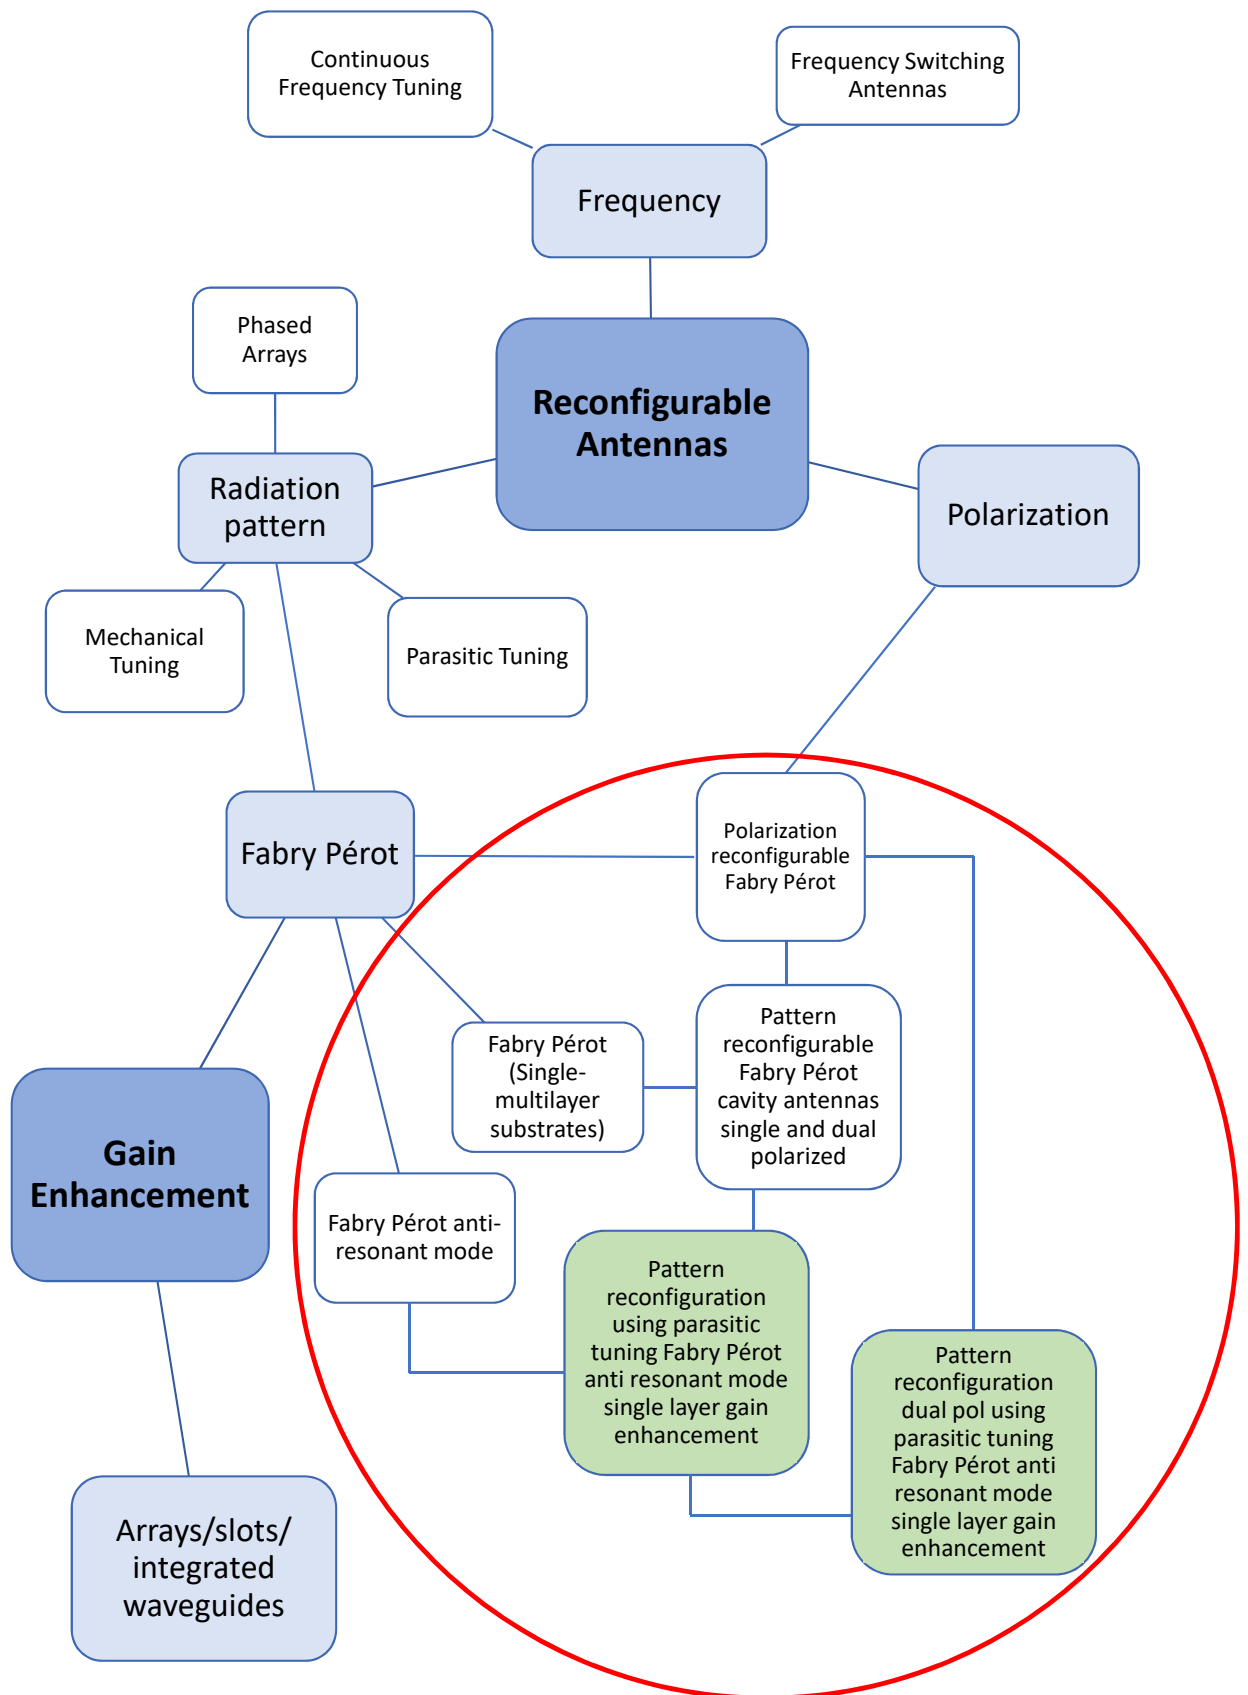 Continuous
Frequency Tuning
Frequency Switching
Antennas
Frequency
Phased
Arrays
Reconfigurable
Antennas
Radiation
pattern
Polarization
Mechanical
Tuning
Parasitic Tuning
Fabry Pérot
Polarization
reconfigurable
Fabry Pérot
Fabry Pérot
(Single-
multilayer
substrates)
Pattern
reconfigurable
Fabry Pérot
cavity antennas
single and dual
polarized
Gain
Enhancement
Fabry Pérot anti-
resonant mode
Pattern
reconfiguration
using parasitic
tuning Fabry Pérot
anti resonant mode
single layer gain
enhancement
Pattern
reconfiguration
dual pol using
parasitic tuning
Fabry Pérot anti
resonant mode
single layer gain
enhancement
Arrays/slots/
integrated
waveguides